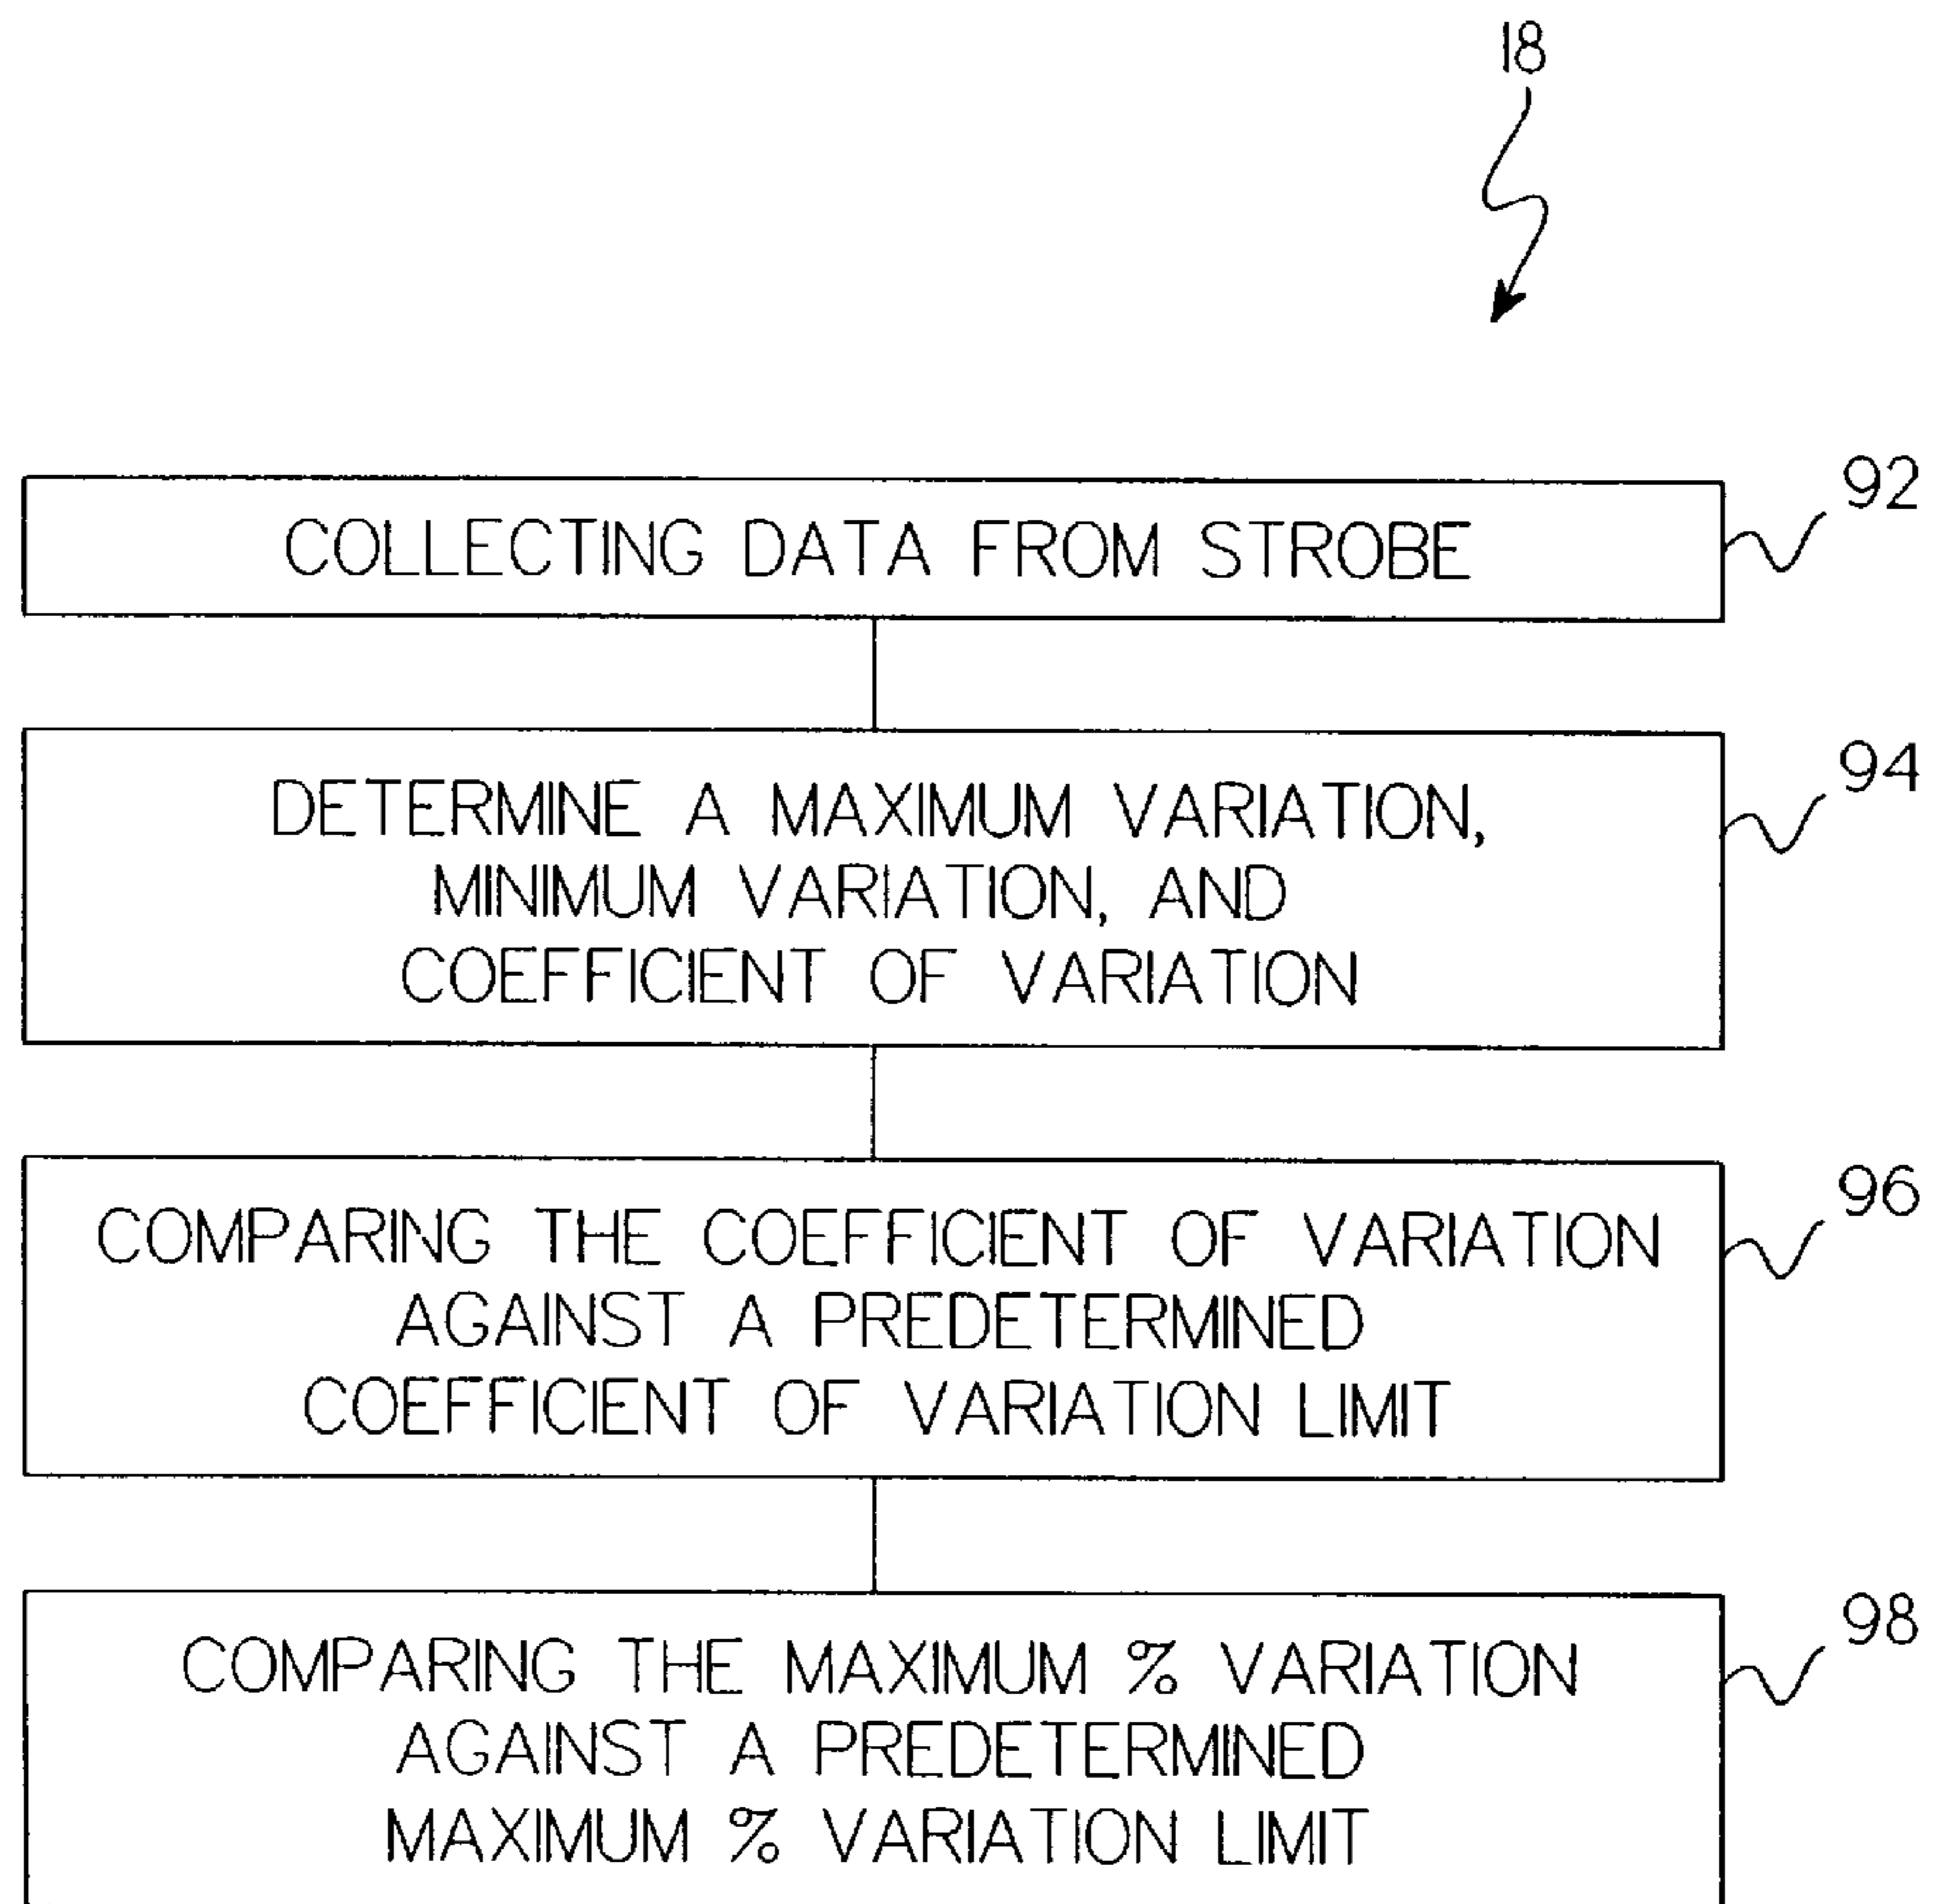 18
COLLECTING DATA FROM STROBE
92
DETERMINE A MAXIMUM VARIATION,
MINIMUM VARIATION, AND
COEFFICIENT OF VARIATION
94
COMPARING THE COEFFICIENT OF VARIATION
AGAINST A PREDETERMINED
COEFFICIENT OF VARIATION LIMIT
96
COMPARING THE MAXIMUM % VARIATION
AGAINST A PREDETERMINED
MAXIMUM % VARIATION LIMIT
98